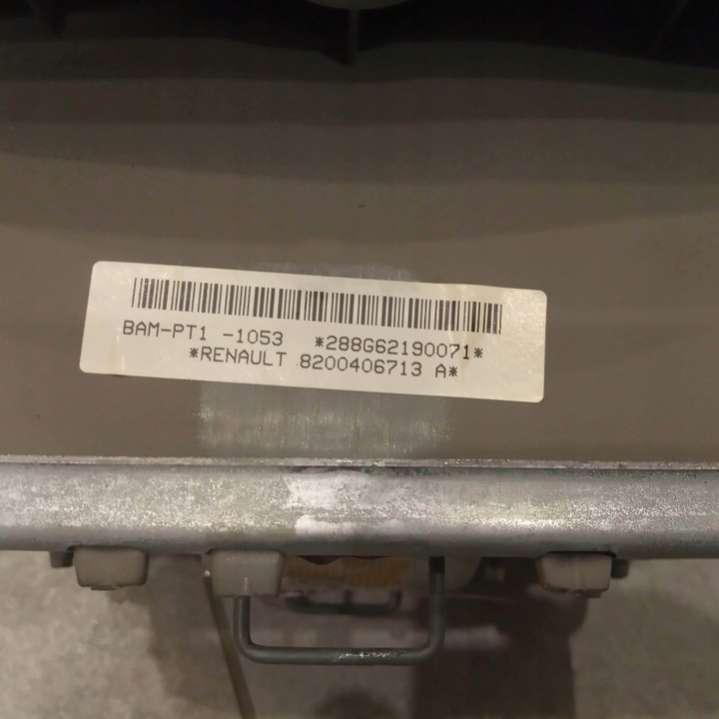 BAM-PT1 -1053 *288G62190071*
*RENAULT 8200406713 A*